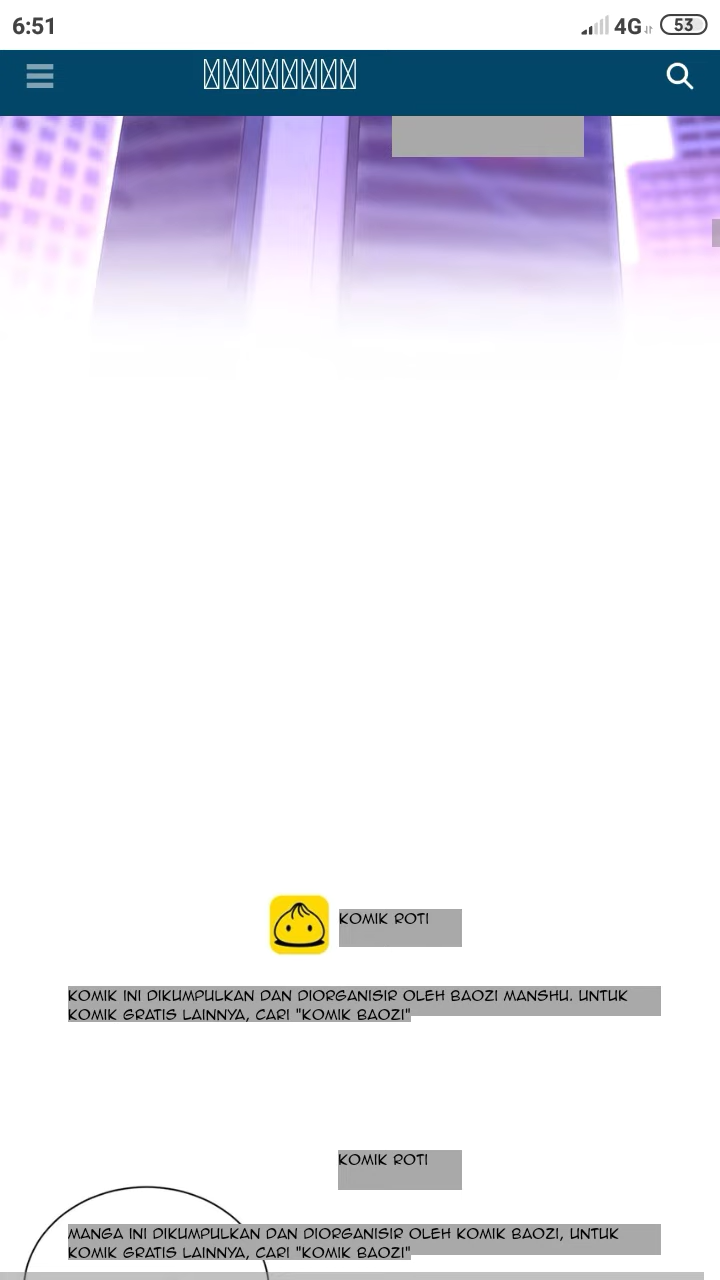 6:51
4G 53
KOMIK ROTI
KOMIK INI DIKUMPULKAN DAN DIORGANISIR OLEH BAOZI MANSHU. UNTUK
KOMIK GRATIS LAINNYA, CARI "KOMIK BAOZI"
KOMIK ROTI
MANGA INI DIKUMPULKAN DAN DIORGANISIR OLEH KOMIK BAOZI, UNTUK
KOMIK GRATIS LAINNYA, CARI "KOMIK BAOZI"